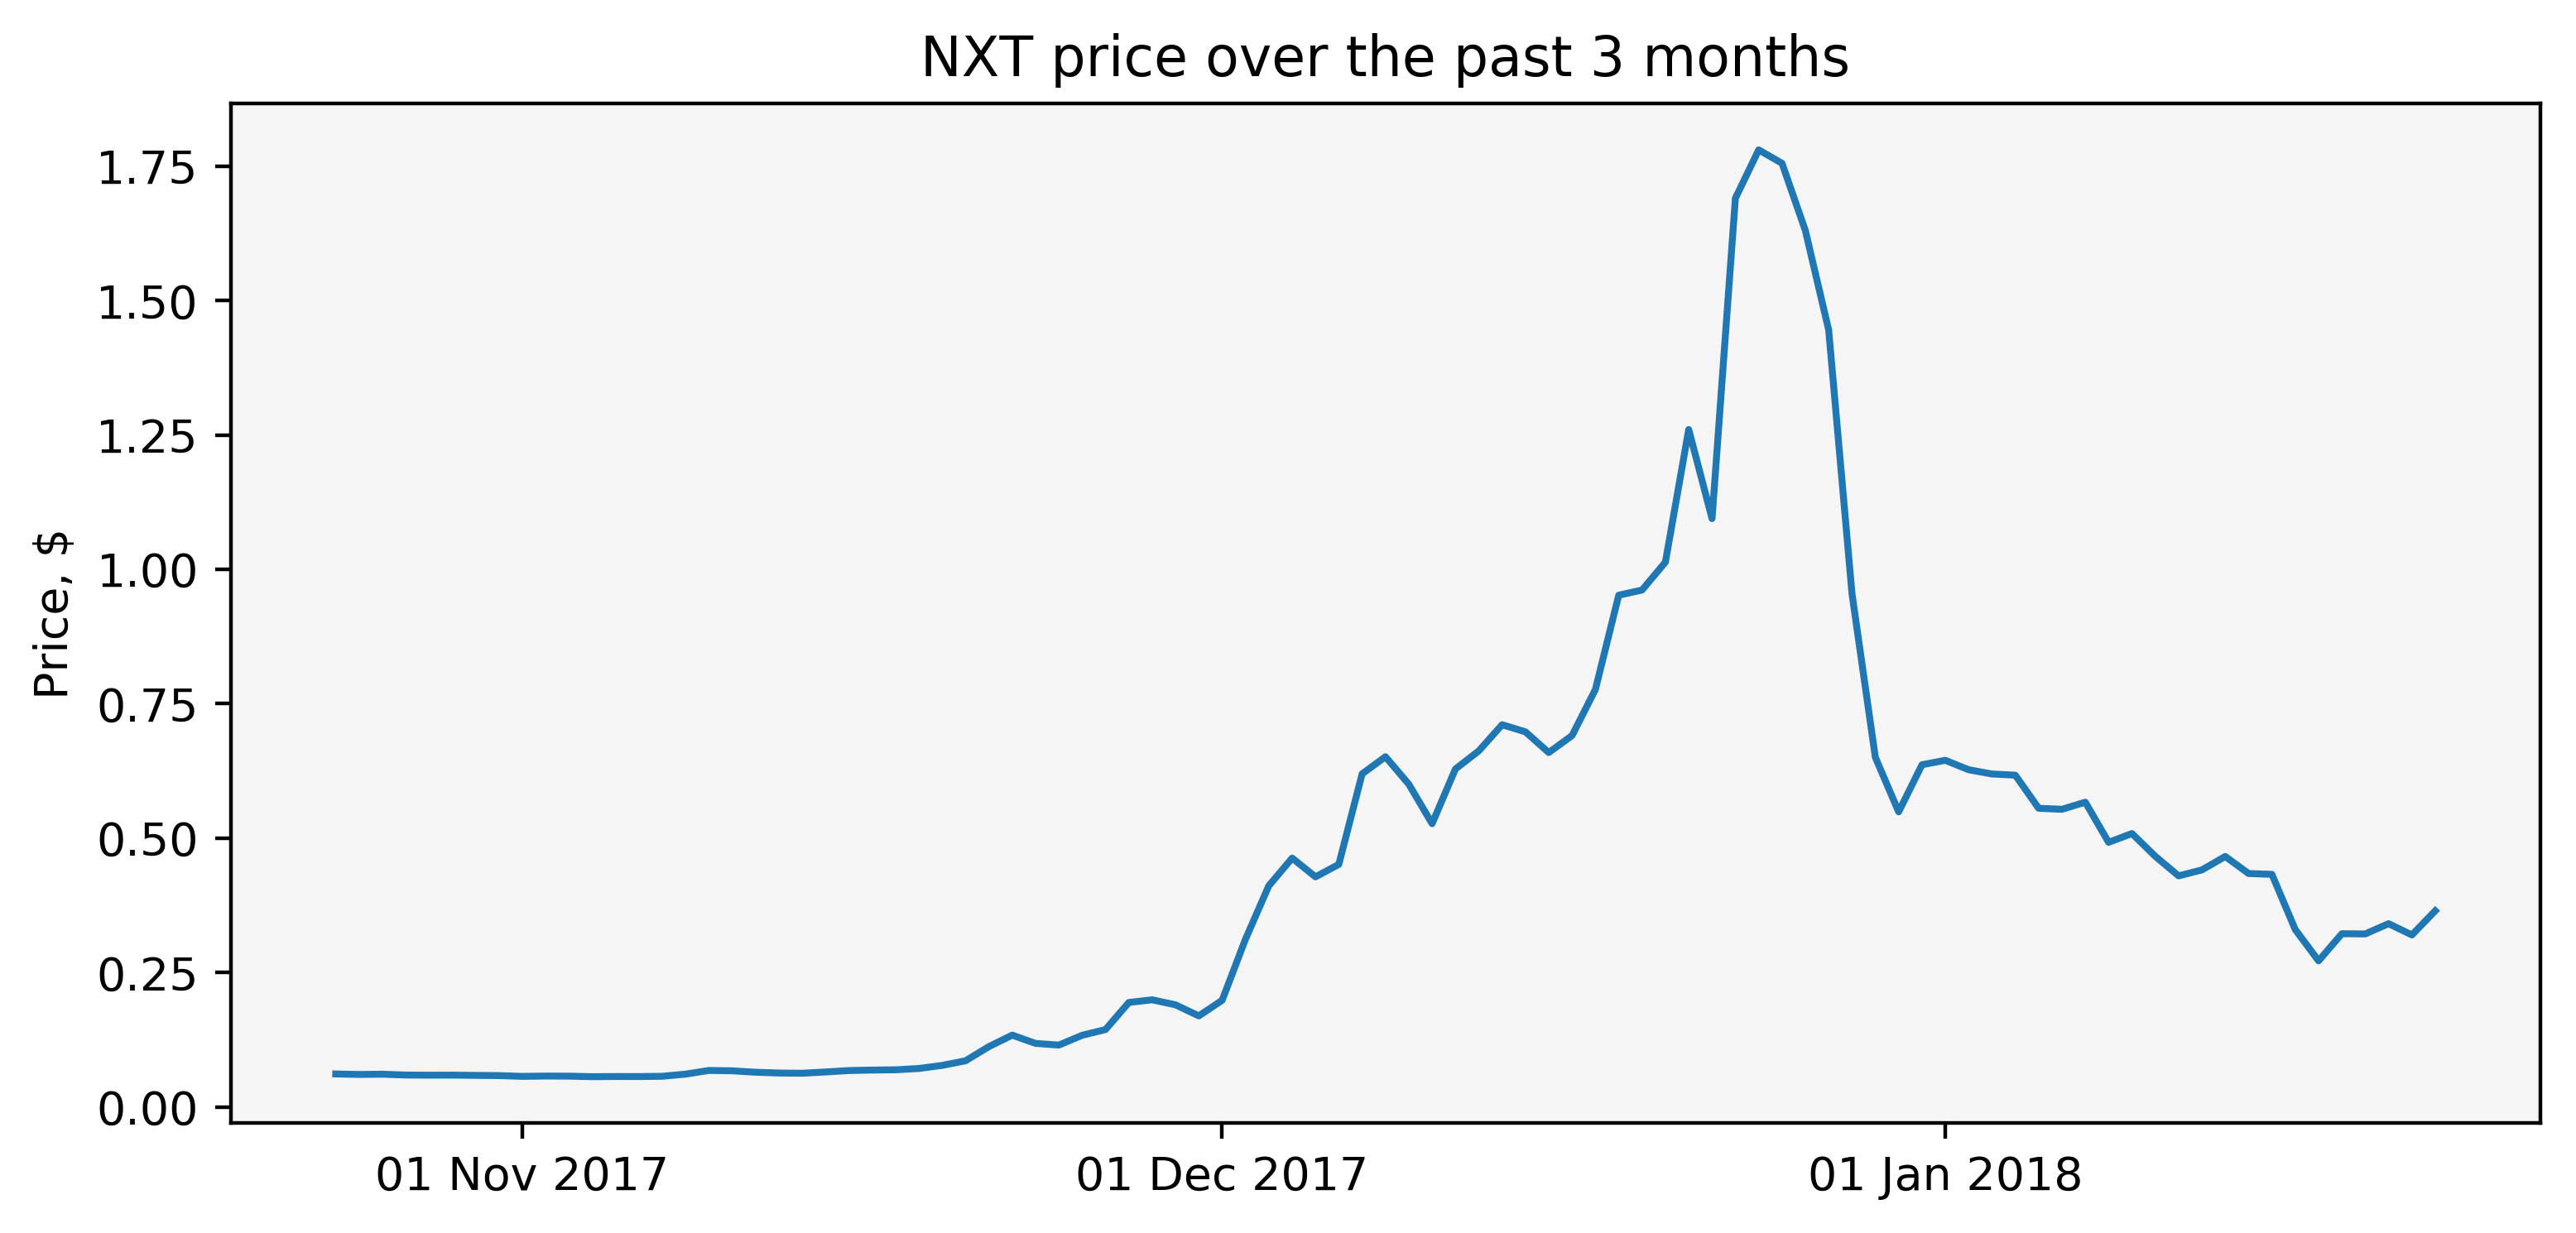 NXT price over the past 3 months
Price, $
1.75
1.50
1.25
1.00
0.75
0.50
0.25
0.00
01 Nov 2017
01 Dec 2017
01 Jan 2018